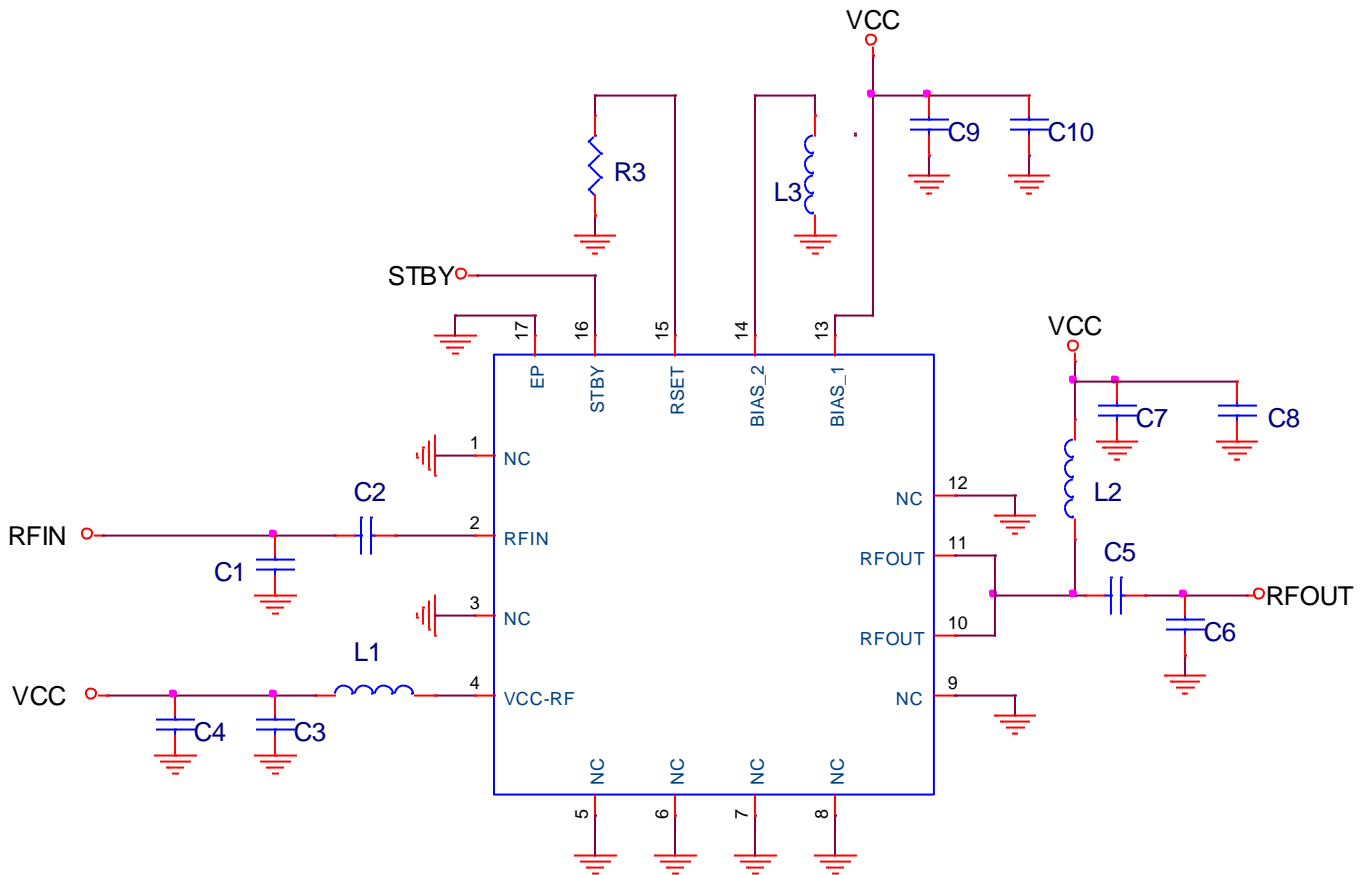 VCC
C9
C10
R3
L3
STBY
17
16
15
14
13
VCC
EP
STBY
RSET
BIAS_2
BIAS_1
C7
C8
1
NC
C2
12
NC
L2
RFIN
2
RFIN
11
RFOUT
C5
C1
RFOUT
3
NC
10
RFOUT
C6
L1
VCC
4
VCC-RF
9
NC
C4
C3
NC
NC
NC
NC
5
6
7
8